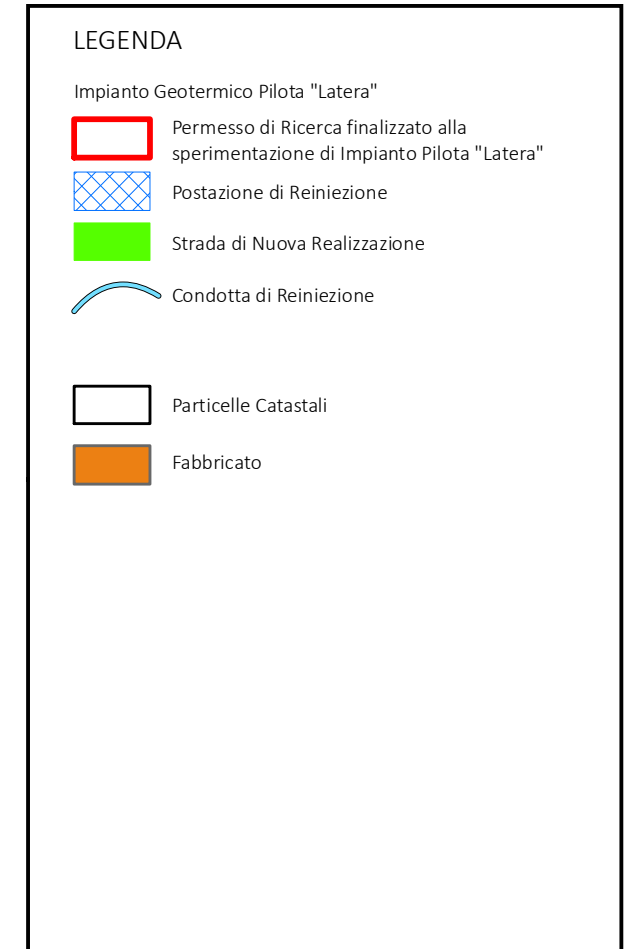 LEGENDA
Impianto Geotermico Pilota "Latera"
Permesso di Ricerca finalizzato alla
sperimentazione di Impianto Pilota "Latera"
Postazione di Reiniezione
Strada di Nuova Realizzazione
Condotta di Reiniezione
Particelle Catastali
Fabbricato